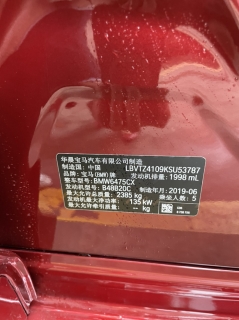 华晨宝马汽车有限公司制造
制造国: 中国 LBVTZ4109KSU53787
品牌: 宝马(BMW)牌 发动机排量: 1998 mL
整车型号: BMW6475CX
发动机型号: B48B20C 制造年月: 2019-06
最大允许总质量: 2385 kg 乘坐人数: 5
发动机最大净功率: 135 kW
最大允许牵引质量: -- kg